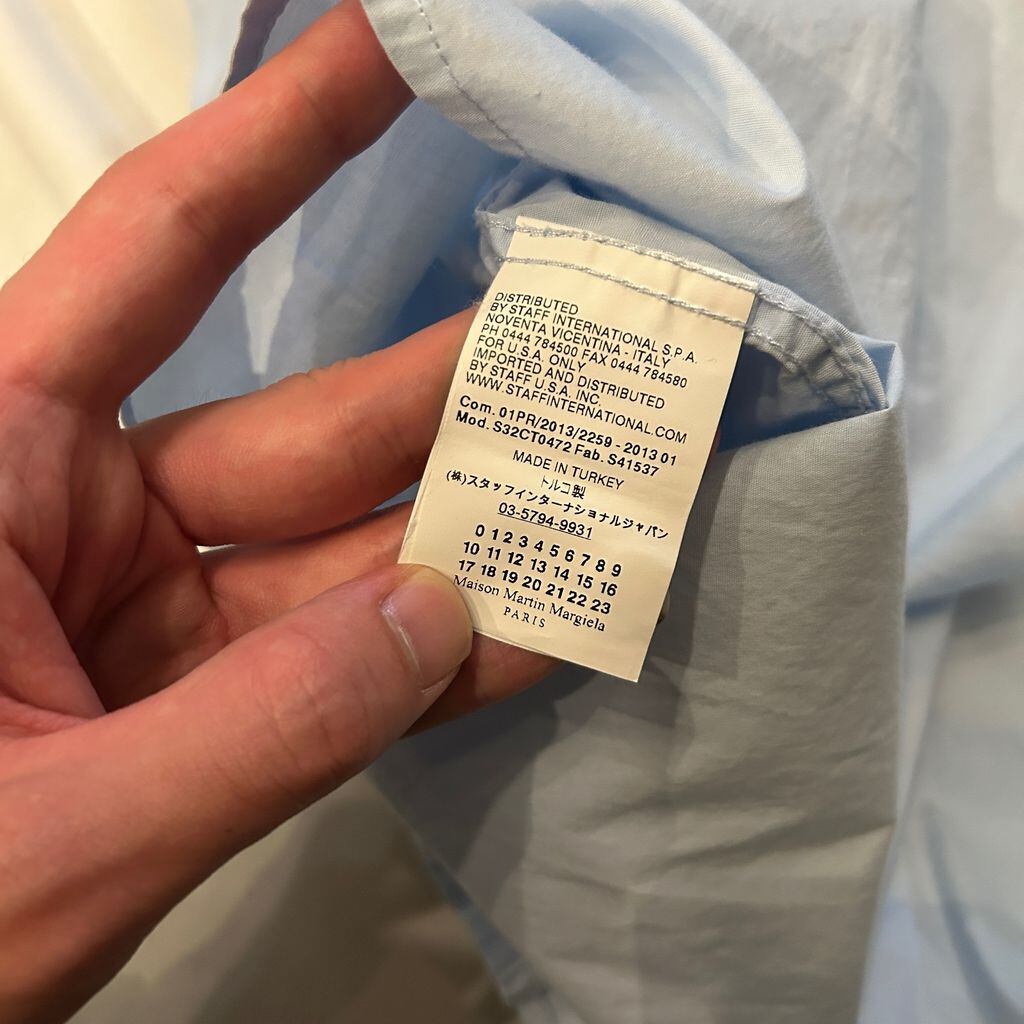 DISTRIBUTED
BY STAFF INTERNATIONAL S.P.A.
NOVENTA VICENTINA - ITALY
PH 0444 784500 FAX 0444 784580
FOR U.S.A. ONLY
IMPORTED AND DISTRIBUTED
BY STAFF U.S.A. INC.
WWW.STAFFINTERNATIONAL.COM
Com. 01PR/2013/2259 - 2013 01
Mod. S32CT0472 Fab. S41537
MADE IN TURKEY
トルコ製
(株)スタッフインターナショナルジャパン
03-5794-9931
0 1 2 3 4 5 6 7 8 9
10 11 12 13 14 15 16
17 18 19 20 21 22 23
Maison Martin Margiela
PARIS